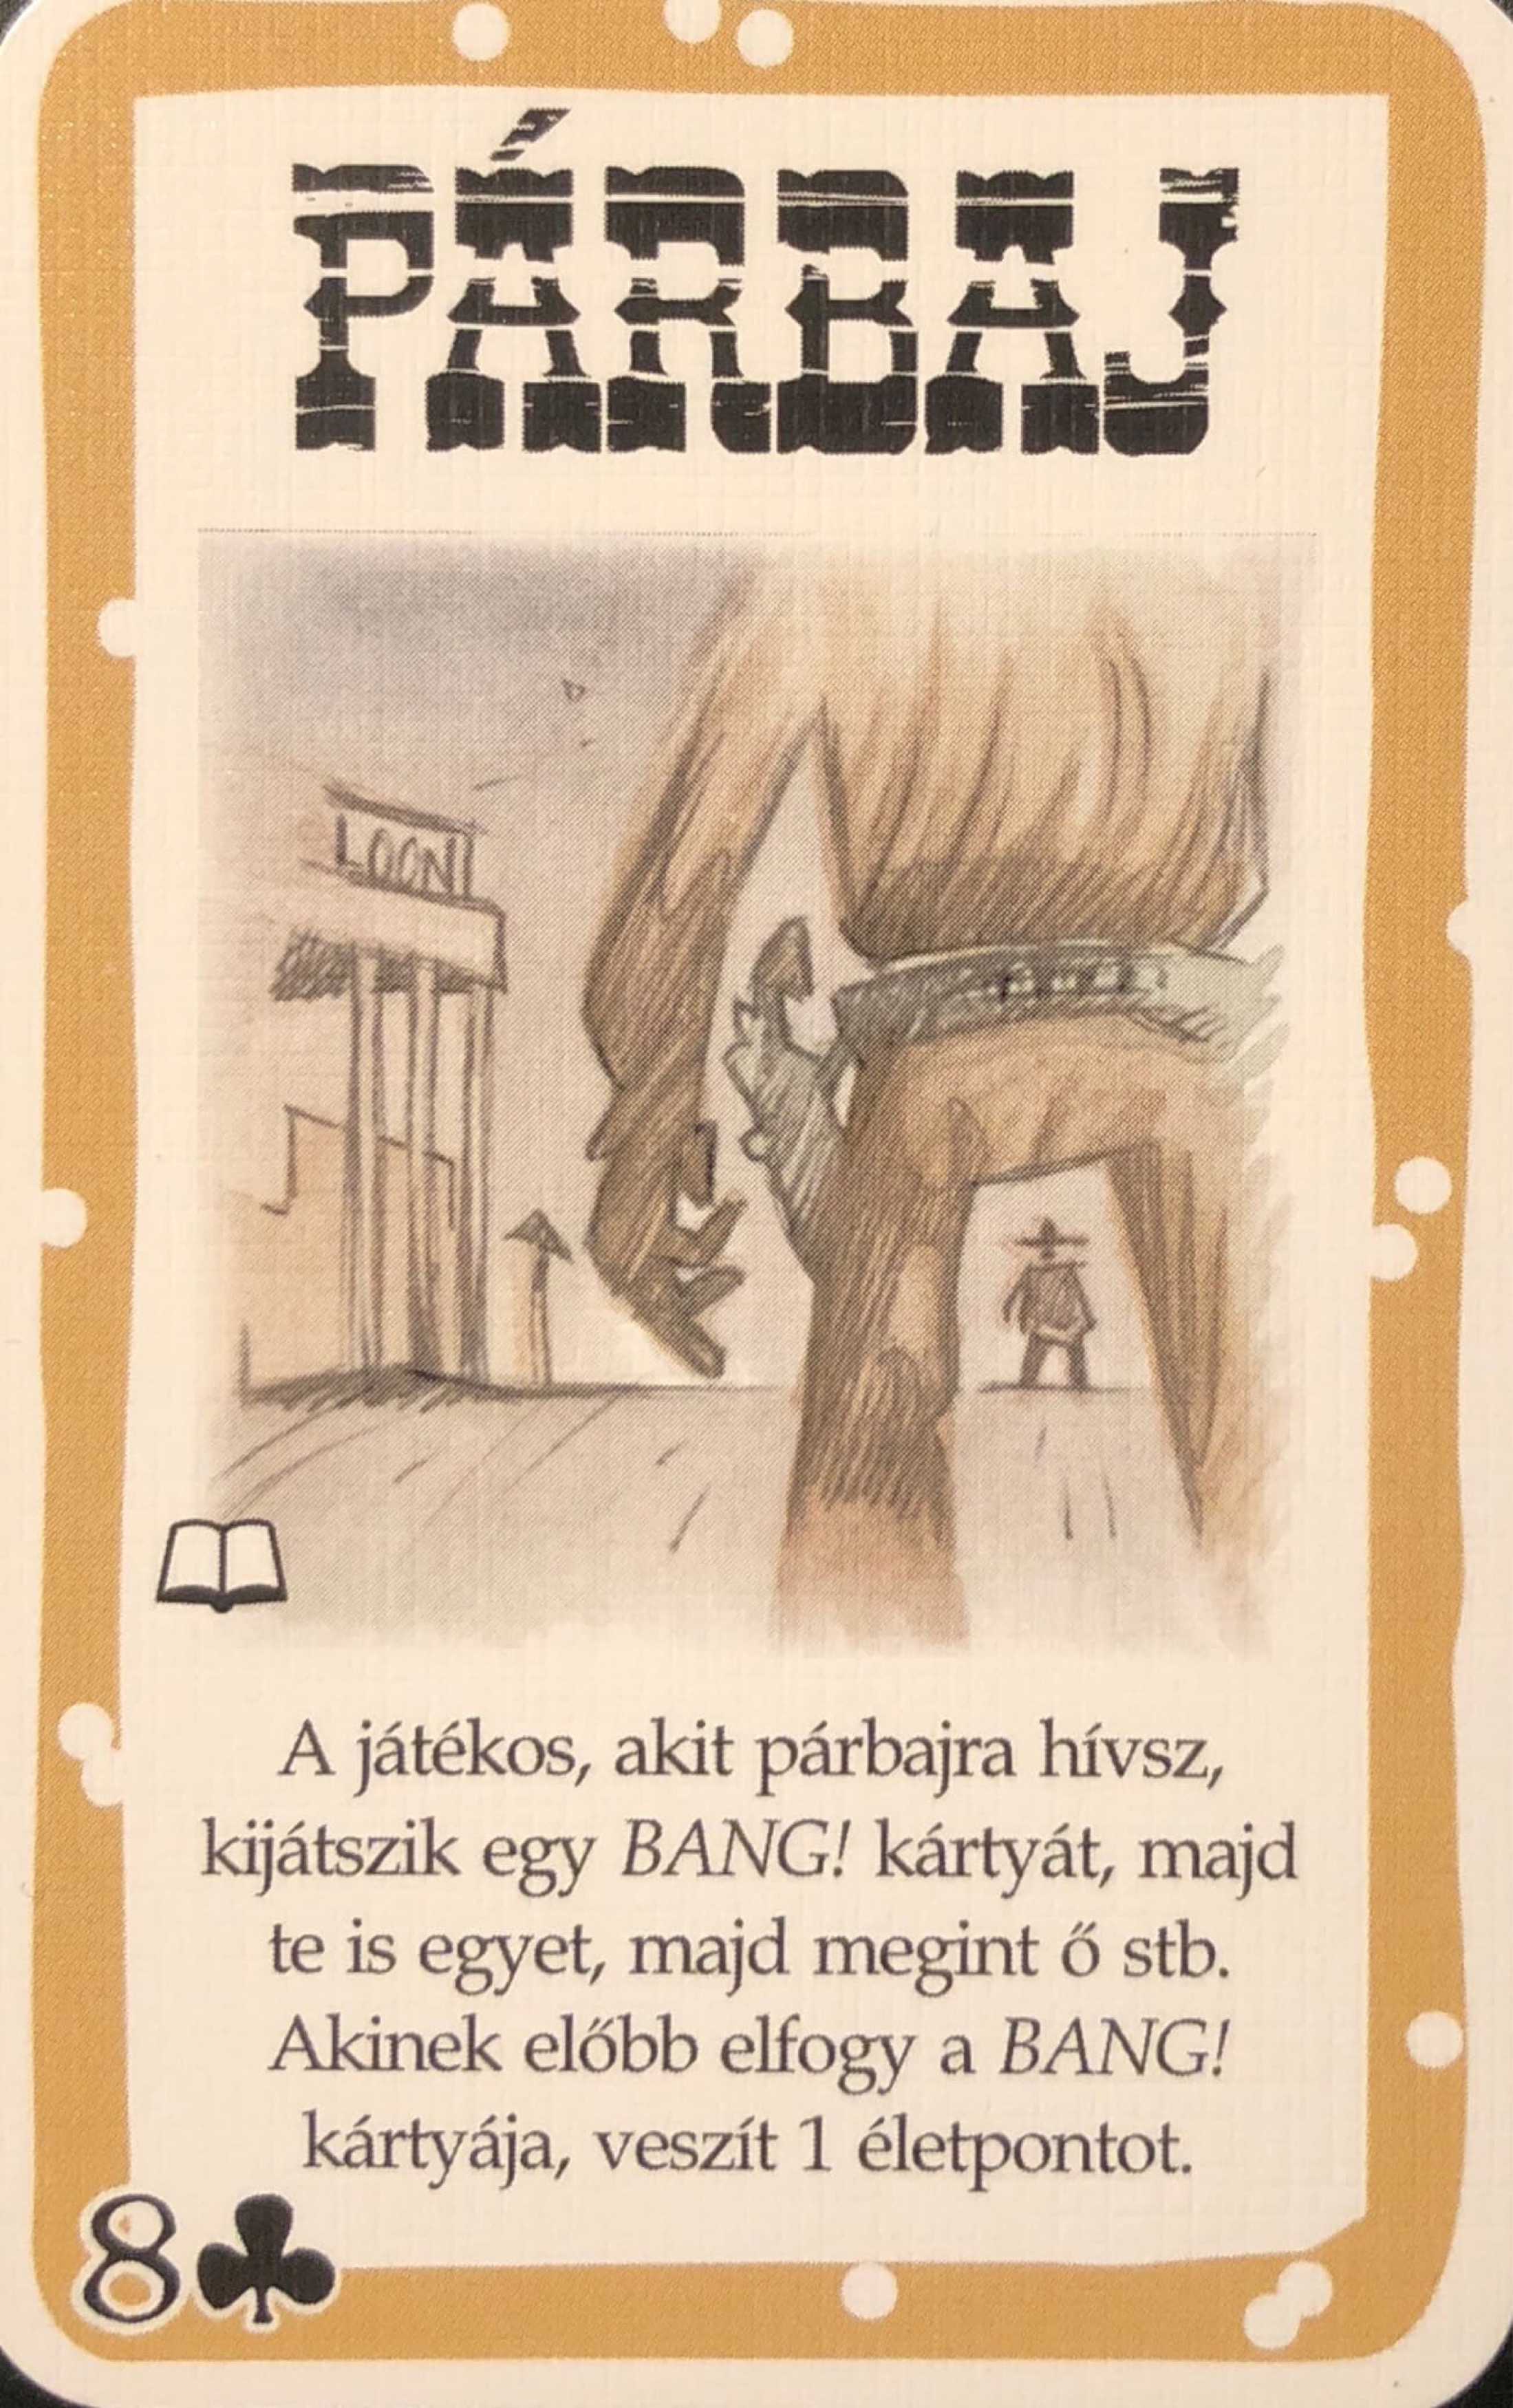 PÁRBAJ
LOON
A játékos, akit párbajra hívsz,
kijátszik egy BANG! kártyát, majd
te is egyet, majd megint ő stb.
Akinek előbb elfogy a BANG!
kártyája, veszít 1 életpontot.
8♣